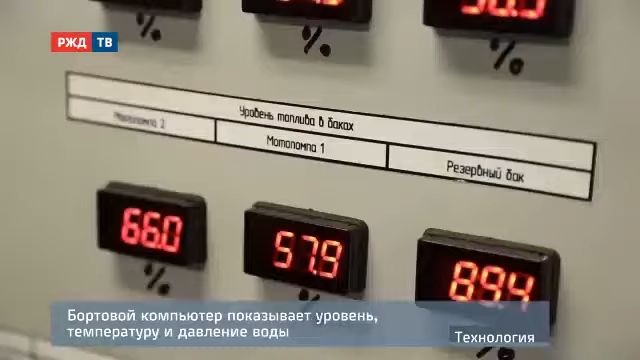 РЖД ТВ
%
%
%
Уровень топлива в баках
Мотопомпа 2
Мотопомпа 1
Резервный бак
66.0
57.9
89.4
%
%
Бортовой компьютер показывает уровень,
температуру и давление воды
Технология